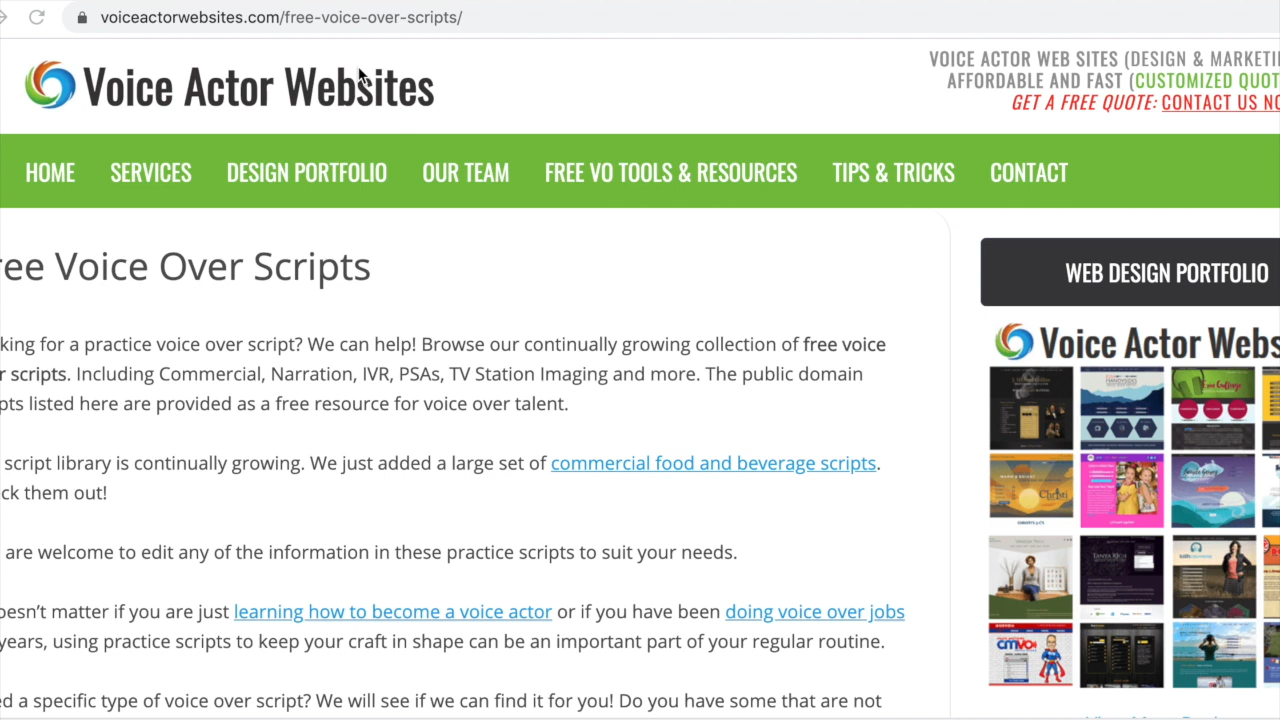 voiceactorwebsites.com/free-voice-over-scripts/
Voice Actor Websites
VOICE ACTOR WEB SITES (DESIGN & MARKETI
AFFORDABLE AND FAST (CUSTOMIZED QUOT
GET A FREE QUOTE: CONTACT US NO
HOME SERVICES DESIGN PORTFOLIO OUR TEAM FREE VO TOOLS & RESOURCES TIPS & TRICKS CONTACT
ree Voice Over Scripts
king for a practice voice over script? We can help! Browse our continually growing collection of free voice
r scripts. Including Commercial, Narration, IVR, PSAs, TV Station Imaging and more. The public domain
pts listed here are provided as a free resource for voice over talent.
script library is continually growing. We just added a large set of commercial food and beverage scripts.
ck them out!
are welcome to edit any of the information in these practice scripts to suit your needs.
oesn't matter if you are just learning how to become a voice actor or if you have been doing voice over jobs
years, using practice scripts to keep your craft in shape can be an important part of your regular routine.
ed a specific type of voice over script? We will see if we can find it for you! Do you have some that are not
WEB DESIGN PORTFOLIO
Voice Actor Webs